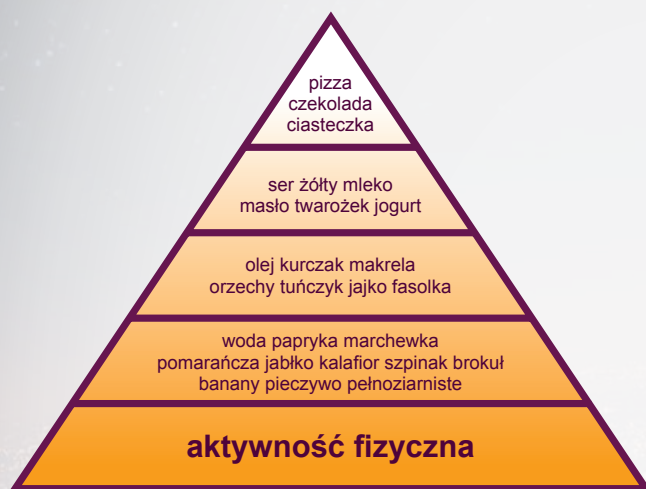 pizza
czekolada
ciasteczka
ser żółty mleko
masło twarożek jogurt
olej kurczak makrela
orzechy tuńczyk jajko fasolka
woda papryka marchewka
pomarańcza jabłko kalafior szpinak brokuł
banany pieczywo pełnoziarniste
aktywność fizyczna